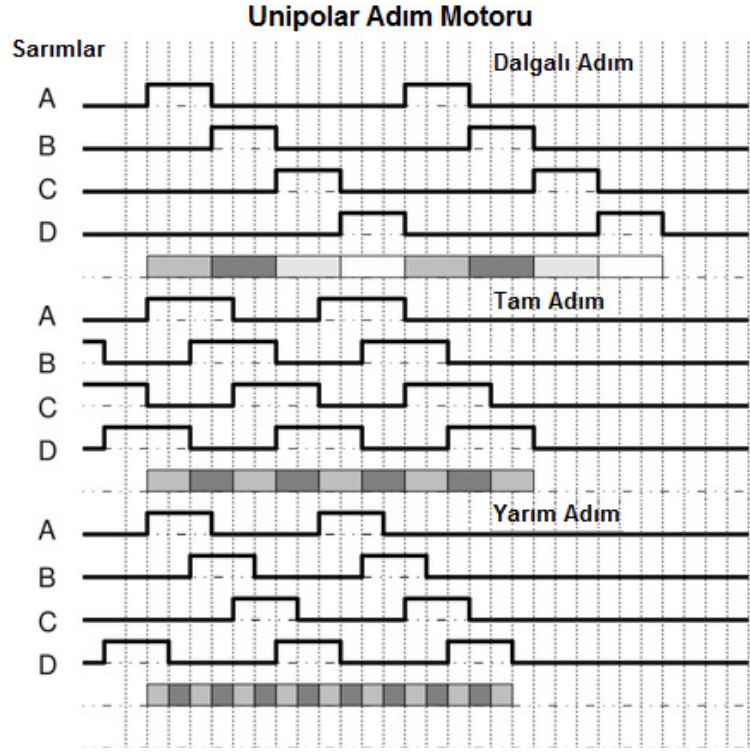 Unipolar Adım Motoru
Sarımlar
Dalgalı Adım
A
B
C
D
Tam Adım
A
B
C
D
Yarım Adım
A
B
C
D